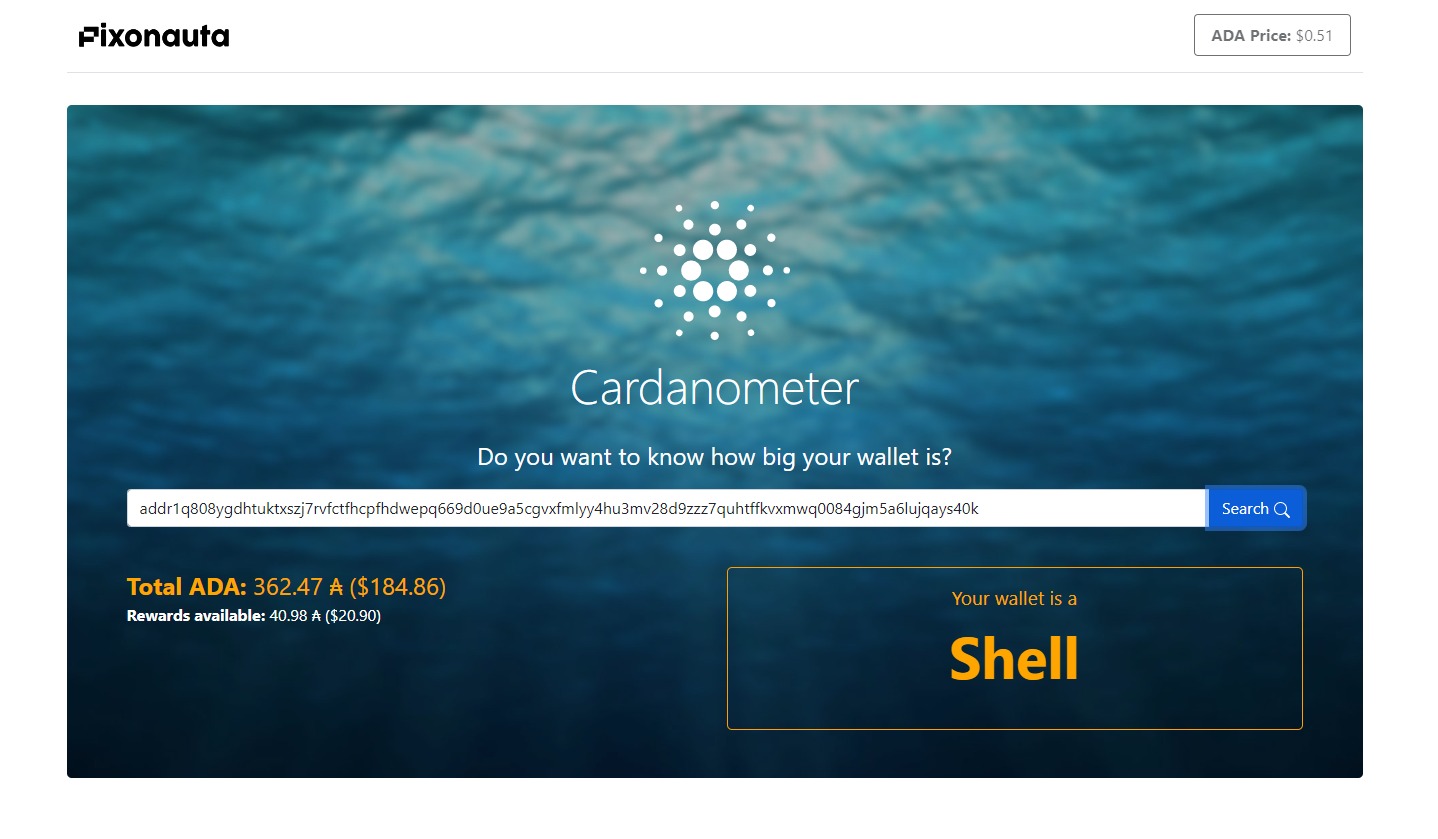 Pixonauta
ADA Price: $0.51
Cardanometer
Do you want to know how big your wallet is?
addr1q808ygdhtuktxszj7rvfctfhcpfhdwepq669d0ue9a5cgvxfmlyy4hu3mv28d9zzz7quhtffkvxmwq0084gjm5a6lujqays40k
Search
Total ADA: 362.47 ₳ ($184.86)
Rewards available: 40.98 ₳ ($20.90)
Your wallet is a
Shell